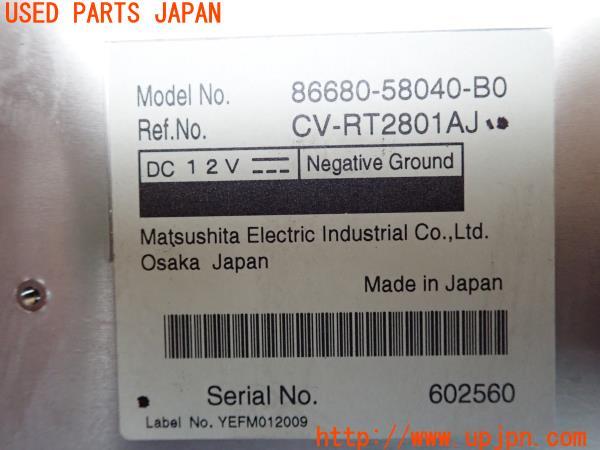 USED PARTS JAPAN
Model No. 86680-58040-B0
Ref.No. CV-RT2801AJ
DC 12V Negative Ground
Matsushita Electric Industrial Co.,Ltd.
Osaka Japan
Made in Japan
Serial No. 602560
Label No. YEFM012009
http://www.upjpn.com